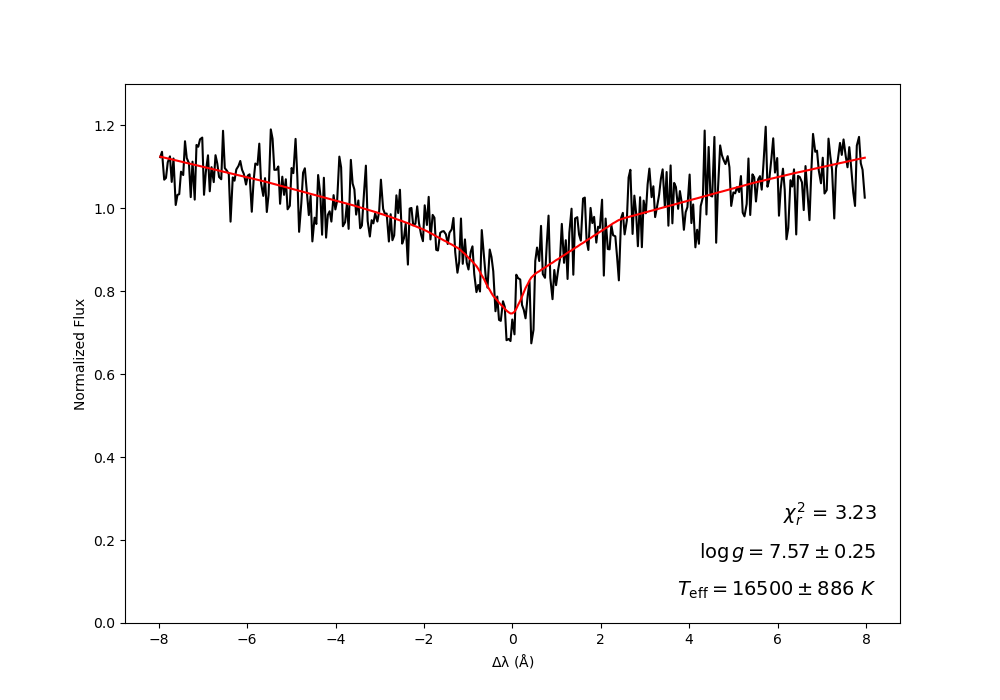 1.2
1.0
0.8
0.6
0.4
0.2
0.0
Normalized Flux
χ²ᵣ = 3.23
log g = 7.57 ± 0.25
T_eff = 16500 ± 886 K
−8 −6 −4 −2 0 2 4 6 8
Δλ (Å)